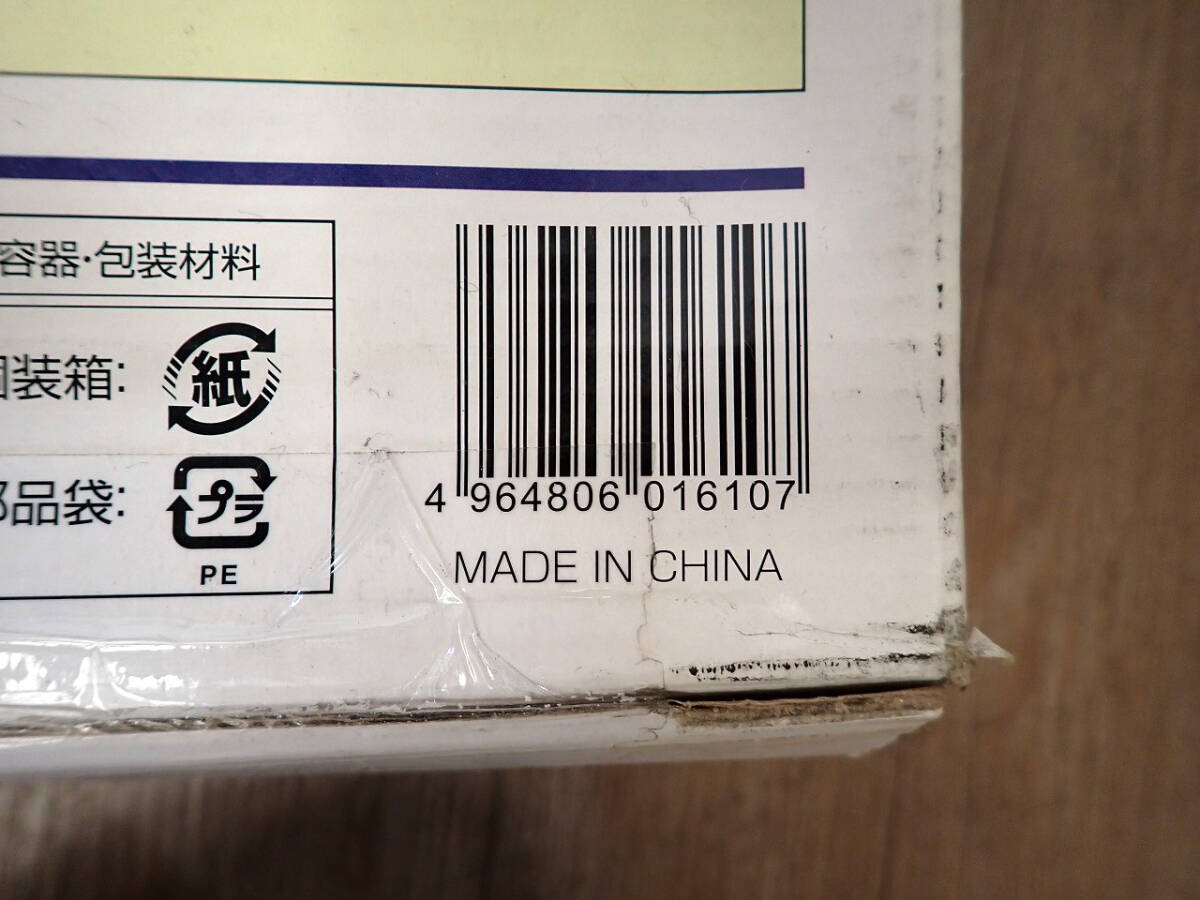 容器・包装材料
個装箱:
紙
部品袋:
プラ
PE
4 964806 016107
MADE IN CHINA